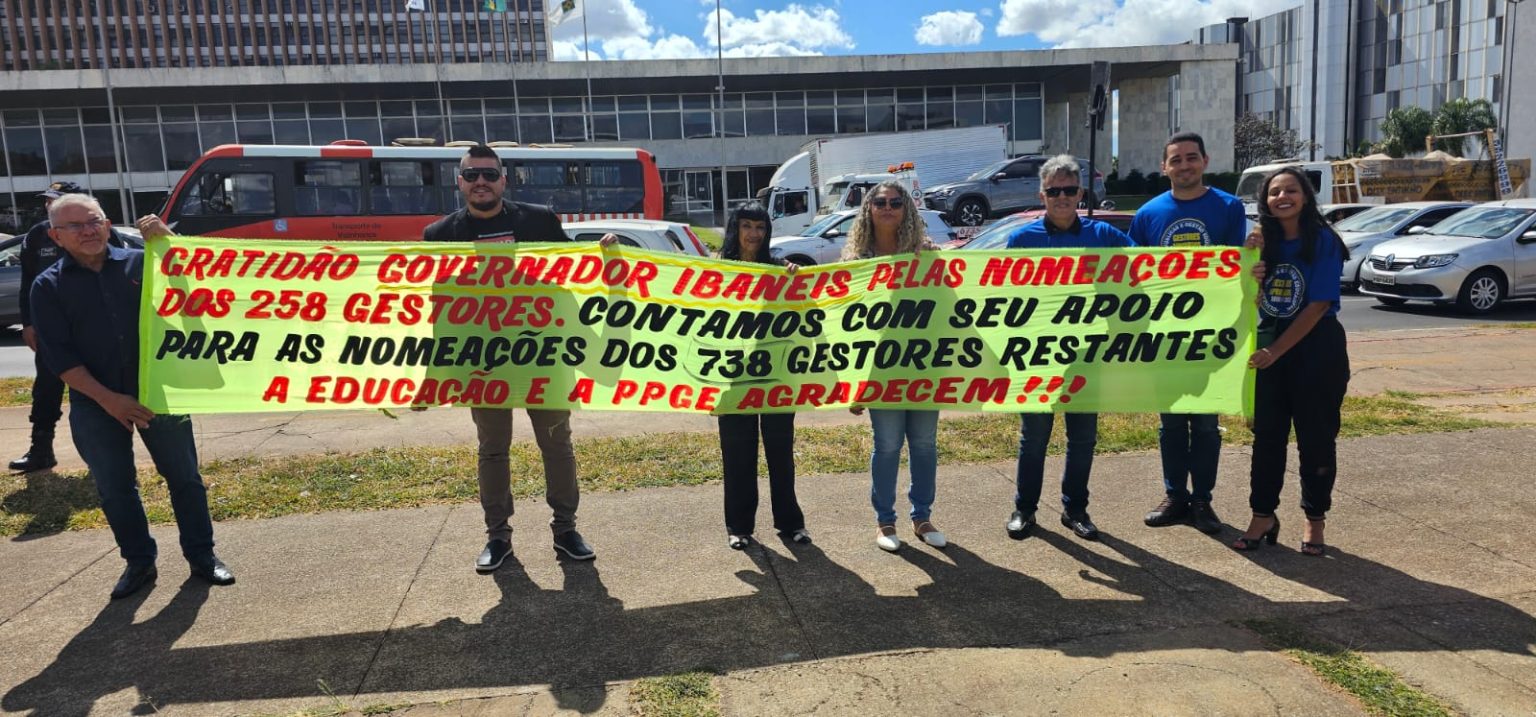 GRATIDÃO GOVERNADOR IBANEIS PELAS NOMEAÇÕES
DOS 258 GESTORES. CONTAMOS COM SEU APOIO
PARA AS NOMEAÇÕES DOS 738 GESTORES RESTANTES
A EDUCAÇÃO E A PPGE AGRADECEM!!!